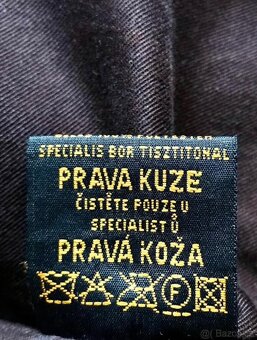 SPECIALIS BOR TISZTITONAL
PRAVA KUZE
ČISTĚTE POUZE U
SPECIALIST Ů
PRAVÁ KOŽA
F